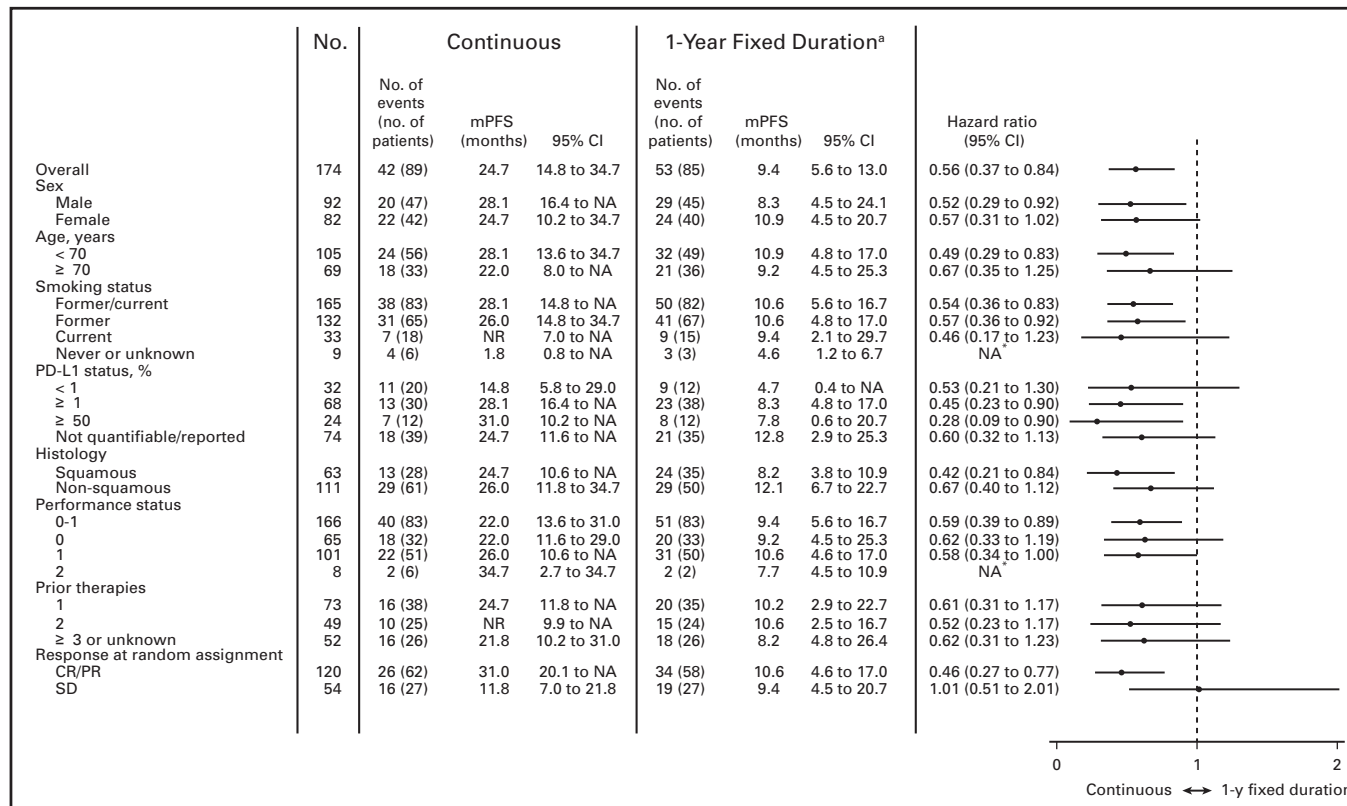 No. Continuous 1-Year Fixed Durationᵃ
No. of events (no. of patients) mPFS (months) 95% CI No. of events (no. of patients) mPFS (months) 95% CI Hazard ratio (95% CI)
Overall 174 42 (89) 24.7 14.8 to 34.7 53 (85) 9.4 5.6 to 13.0 0.56 (0.37 to 0.84)
Sex
Male 92 20 (47) 28.1 16.4 to NA 29 (45) 8.3 4.5 to 24.1 0.52 (0.29 to 0.92)
Female 82 22 (42) 24.7 10.2 to 34.7 24 (40) 10.9 4.5 to 20.7 0.57 (0.31 to 1.02)
Age, years
< 70 105 24 (56) 28.1 13.6 to 34.7 32 (49) 10.9 4.8 to 17.0 0.49 (0.29 to 0.83)
≥ 70 69 18 (33) 22.0 8.0 to NA 21 (36) 9.2 4.5 to 25.3 0.67 (0.35 to 1.25)
Smoking status
Former/current 165 38 (83) 28.1 14.8 to NA 50 (82) 10.6 5.6 to 16.7 0.54 (0.36 to 0.83)
Former 132 31 (65) 26.0 14.8 to 34.7 41 (67) 10.6 4.8 to 17.0 0.57 (0.36 to 0.92)
Current 33 7 (18) NR 7.0 to NA 9 (15) 9.4 2.1 to 29.7 0.46 (0.17 to 1.23)
Never or unknown 9 4 (6) 1.8 0.8 to NA 3 (3) 4.6 1.2 to 6.7 NA*
PD-L1 status, %
< 1 32 11 (20) 14.8 5.8 to 29.0 9 (12) 4.7 0.4 to NA 0.53 (0.21 to 1.30)
≥ 1 68 13 (30) 28.1 16.4 to NA 23 (38) 8.3 4.8 to 17.0 0.45 (0.23 to 0.90)
≥ 50 24 7 (12) 31.0 10.2 to NA 8 (12) 7.8 0.6 to 20.7 0.28 (0.09 to 0.90)
Not quantifiable/reported 74 18 (39) 24.7 11.6 to NA 21 (35) 12.8 2.9 to 25.3 0.60 (0.32 to 1.13)
Histology
Squamous 63 13 (28) 24.7 10.6 to NA 24 (35) 8.2 3.8 to 10.9 0.42 (0.21 to 0.84)
Non-squamous 111 29 (61) 26.0 11.8 to 34.7 29 (50) 12.1 6.7 to 22.7 0.67 (0.40 to 1.12)
Performance status
0-1 166 40 (83) 22.0 13.6 to 31.0 51 (83) 9.4 5.6 to 16.7 0.59 (0.39 to 0.89)
0 65 18 (32) 22.0 11.6 to 29.0 20 (33) 9.2 4.5 to 25.3 0.62 (0.33 to 1.19)
1 101 22 (51) 26.0 10.6 to NA 31 (50) 10.6 4.6 to 17.0 0.58 (0.34 to 1.00)
2 8 2 (6) 34.7 2.7 to 34.7 2 (2) 7.7 4.5 to 10.9 NA*
Prior therapies
1 73 16 (38) 24.7 11.8 to NA 20 (35) 10.2 2.9 to 22.7 0.61 (0.31 to 1.17)
2 49 10 (25) NR 9.9 to NA 15 (24) 10.6 2.5 to 16.7 0.52 (0.23 to 1.17)
≥ 3 or unknown 52 16 (26) 21.8 10.2 to 31.0 18 (26) 8.2 4.8 to 26.4 0.62 (0.31 to 1.23)
Response at random assignment
CR/PR 120 26 (62) 31.0 20.1 to NA 34 (58) 10.6 4.6 to 17.0 0.46 (0.27 to 0.77)
SD 54 16 (27) 11.8 7.0 to 21.8 19 (27) 9.4 4.5 to 20.7 1.01 (0.51 to 2.01)
0 1 2
Continuous ↔ 1-y fixed duration